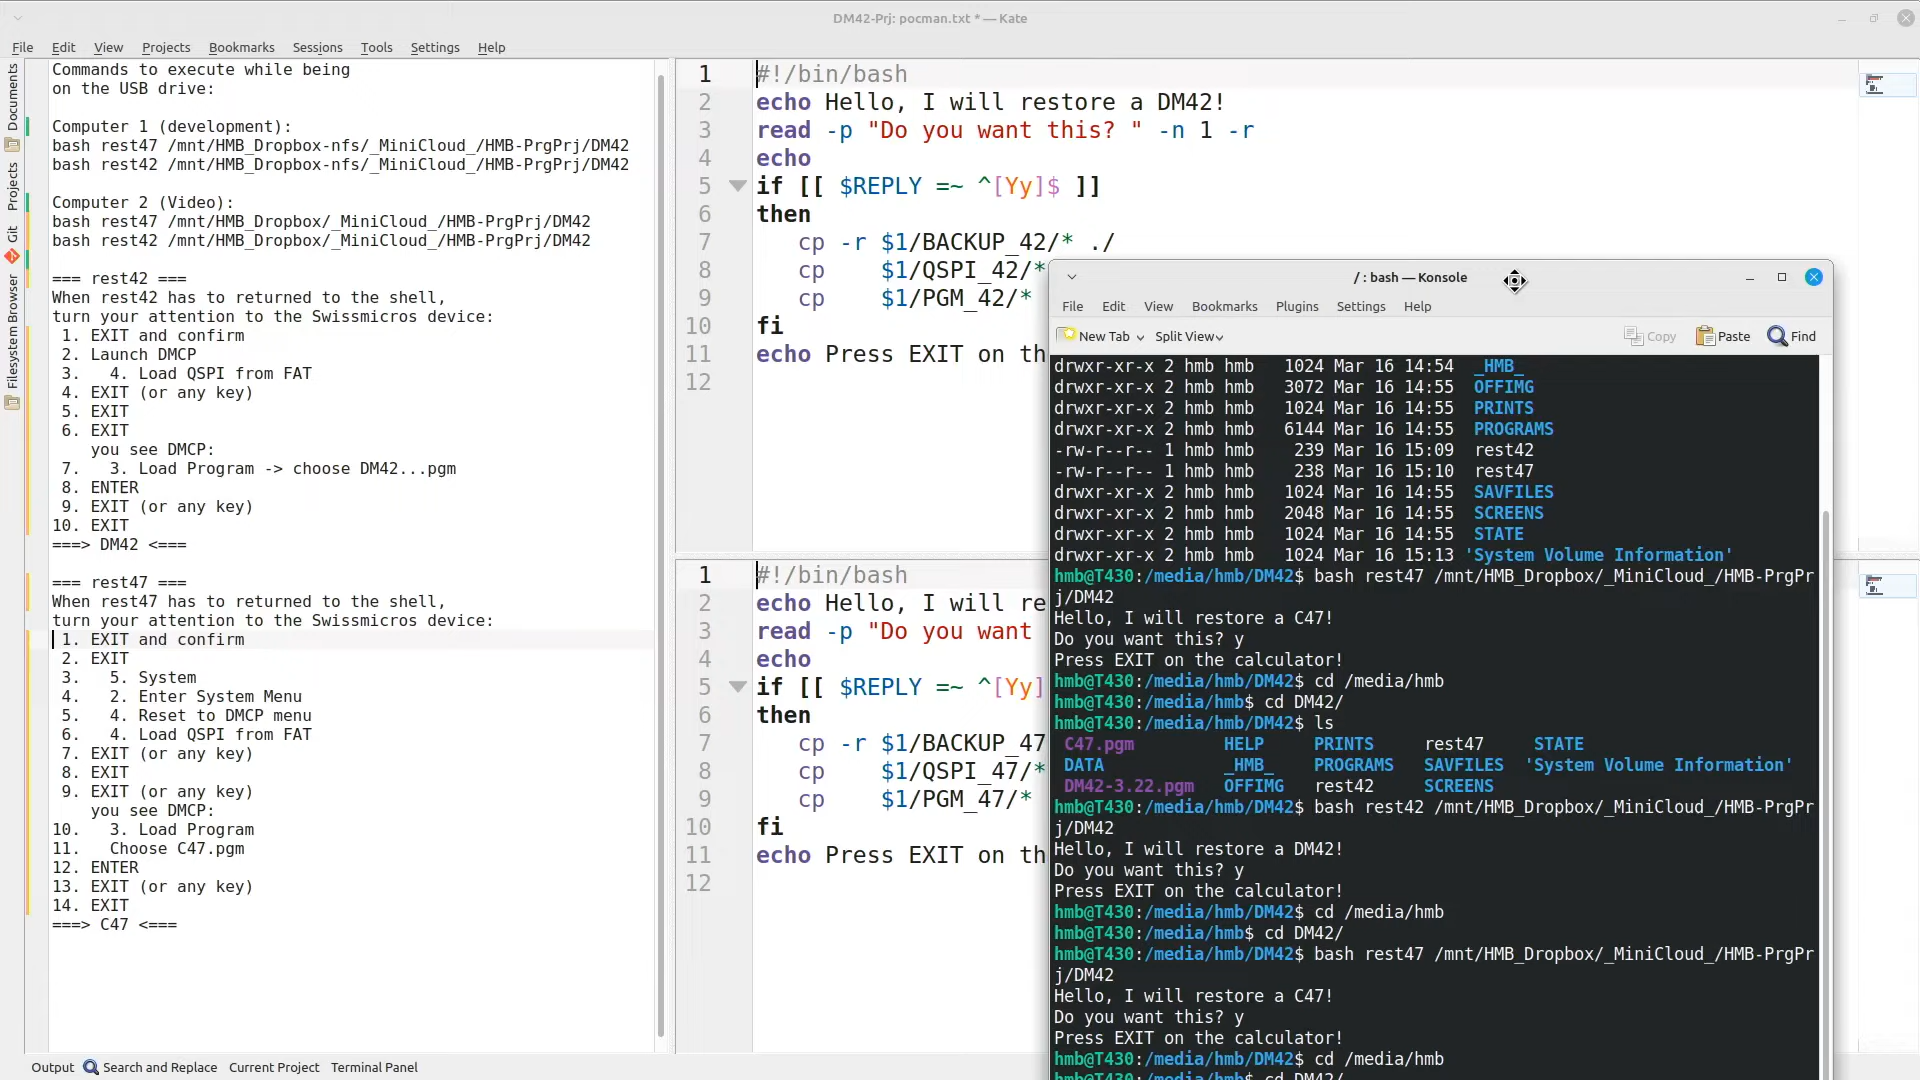 DM42-Prj: pocman.txt * — Kate
File Edit View Projects Bookmarks Sessions Tools Settings Help
Documents
Projects
Git
Filesystem Browser
Commands to execute while being
on the USB drive:
Computer 1 (development):
bash rest47 /mnt/HMB_Dropbox-nfs/_MiniCloud_/HMB-PrgPrj/DM42
bash rest42 /mnt/HMB_Dropbox-nfs/_MiniCloud_/HMB-PrgPrj/DM42
Computer 2 (Video):
bash rest47 /mnt/HMB_Dropbox/_MiniCloud_/HMB-PrgPrj/DM42
bash rest42 /mnt/HMB_Dropbox/_MiniCloud_/HMB-PrgPrj/DM42
=== rest42 ===
When rest42 has to returned to the shell,
turn your attention to the Swissmicros device:
1. EXIT and confirm
2. Launch DMCP
3. 4. Load QSPI from FAT
4. EXIT (or any key)
5. EXIT
6. EXIT
you see DMCP:
7. 3. Load Program -> choose DM42...pgm
8. ENTER
9. EXIT (or any key)
10. EXIT
===> DM42 <===
=== rest47 ===
When rest47 has to returned to the shell,
turn your attention to the Swissmicros device:
1. EXIT and confirm
2. EXIT
3. 5. System
4. 2. Enter System Menu
5. 4. Reset to DMCP menu
6. 4. Load QSPI from FAT
7. EXIT (or any key)
8. EXIT
9. EXIT (or any key)
you see DMCP:
10. 3. Load Program
11. Choose C47.pgm
12. ENTER
13. EXIT (or any key)
14. EXIT
===> C47 <===
1 #!/bin/bash
2 echo Hello, I will restore a DM42!
3 read -p "Do you want this? " -n 1 -r
4 echo
5 if [[ $REPLY =~ ^[Yy]$ ]]
6 then
7 cp -r $1/BACKUP_42/* ./
8 cp $1/QSPI_42/*
9 cp $1/PGM_42/*
10 fi
11 echo Press EXIT on th
12
1 #!/bin/bash
2 echo Hello, I will re
3 read -p "Do you want
4 echo
5 if [[ $REPLY =~ ^[Yy]
6 then
7 cp -r $1/BACKUP_47
8 cp $1/QSPI_47/*
9 cp $1/PGM_47/*
10 fi
11 echo Press EXIT on th
12
/ : bash — Konsole
File Edit View Bookmarks Plugins Settings Help
New Tab Split View Copy Paste Find
drwxr-xr-x 2 hmb hmb 1024 Mar 16 14:54 _HMB_
drwxr-xr-x 2 hmb hmb 3072 Mar 16 14:55 OFFIMG
drwxr-xr-x 2 hmb hmb 1024 Mar 16 14:55 PRINTS
drwxr-xr-x 2 hmb hmb 6144 Mar 16 14:55 PROGRAMS
-rw-r--r-- 1 hmb hmb 239 Mar 16 15:09 rest42
-rw-r--r-- 1 hmb hmb 238 Mar 16 15:10 rest47
drwxr-xr-x 2 hmb hmb 1024 Mar 16 14:55 SAVFILES
drwxr-xr-x 2 hmb hmb 2048 Mar 16 14:55 SCREENS
drwxr-xr-x 2 hmb hmb 1024 Mar 16 14:55 STATE
drwxr-xr-x 2 hmb hmb 1024 Mar 16 15:13 'System Volume Information'
hmb@T430:/media/hmb/DM42$ bash rest47 /mnt/HMB_Dropbox/_MiniCloud_/HMB-PrgPr
j/DM42
Hello, I will restore a C47!
Do you want this? y
Press EXIT on the calculator!
hmb@T430:/media/hmb/DM42$ cd /media/hmb
hmb@T430:/media/hmb$ cd DM42/
hmb@T430:/media/hmb/DM42$ ls
C47.pgm HELP PRINTS rest47 STATE
DATA _HMB_ PROGRAMS SAVFILES 'System Volume Information'
DM42-3.22.pgm OFFIMG rest42 SCREENS
hmb@T430:/media/hmb/DM42$ bash rest42 /mnt/HMB_Dropbox/_MiniCloud_/HMB-PrgPr
j/DM42
Hello, I will restore a DM42!
Do you want this? y
Press EXIT on the calculator!
hmb@T430:/media/hmb/DM42$ cd /media/hmb
hmb@T430:/media/hmb$ cd DM42/
hmb@T430:/media/hmb/DM42$ bash rest47 /mnt/HMB_Dropbox/_MiniCloud_/HMB-PrgPr
j/DM42
Hello, I will restore a C47!
Do you want this? y
Press EXIT on the calculator!
hmb@T430:/media/hmb/DM42$ cd /media/hmb
hmb@T430:/media/hmb$ cd DM42/
Output Search and Replace Current Project Terminal Panel